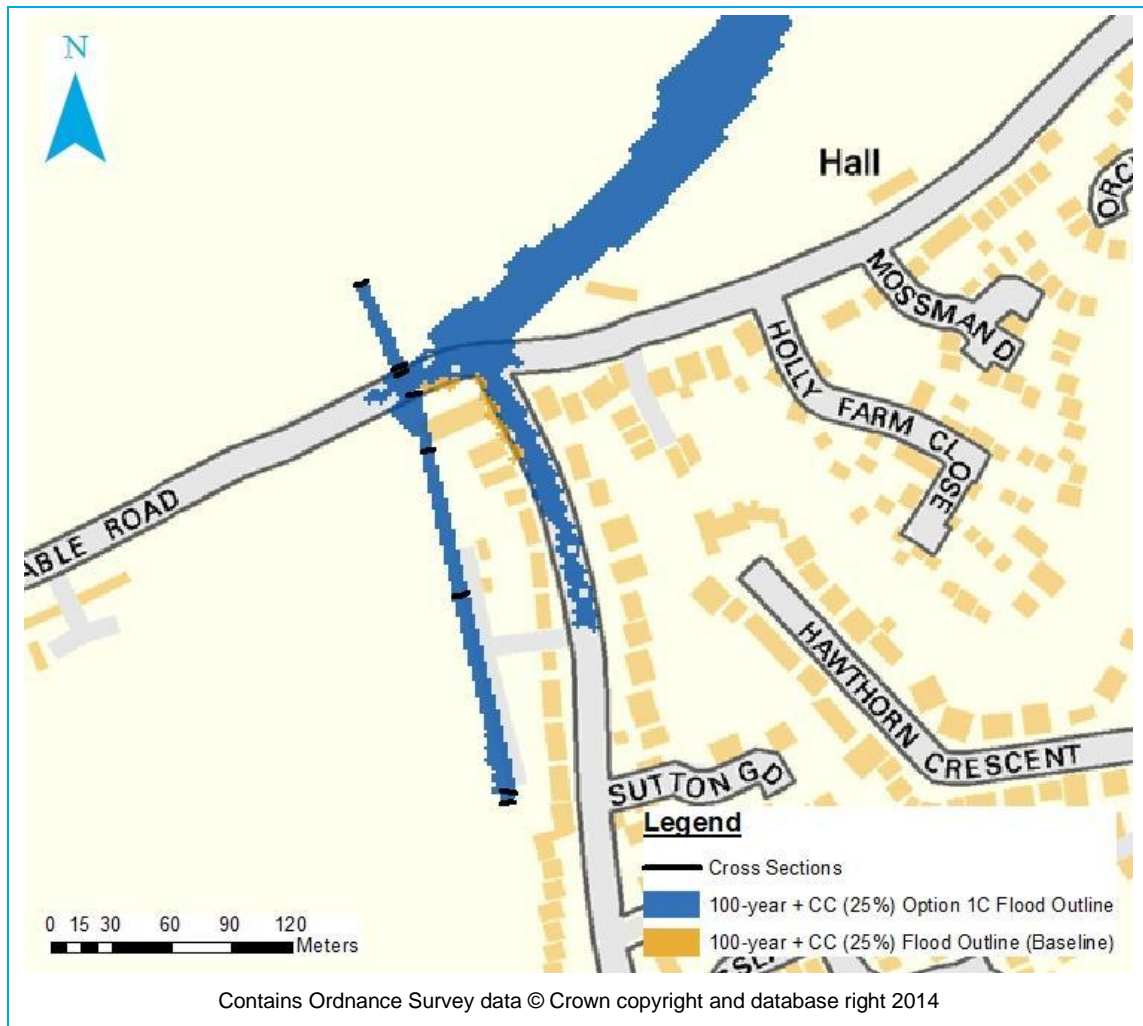 N
Hall
ORC
MOSSMAN D
HOLLY FARM CLOSE
ABLE ROAD
HAWTHORN CRESCENT
SUTTON GD
Legend
Cross Sections
100-year + CC (25%) Option 1C Flood Outline
100-year + CC (25%) Flood Outline (Baseline)
0 15 30 60 90 120
Meters
Contains Ordnance Survey data © Crown copyright and database right 2014